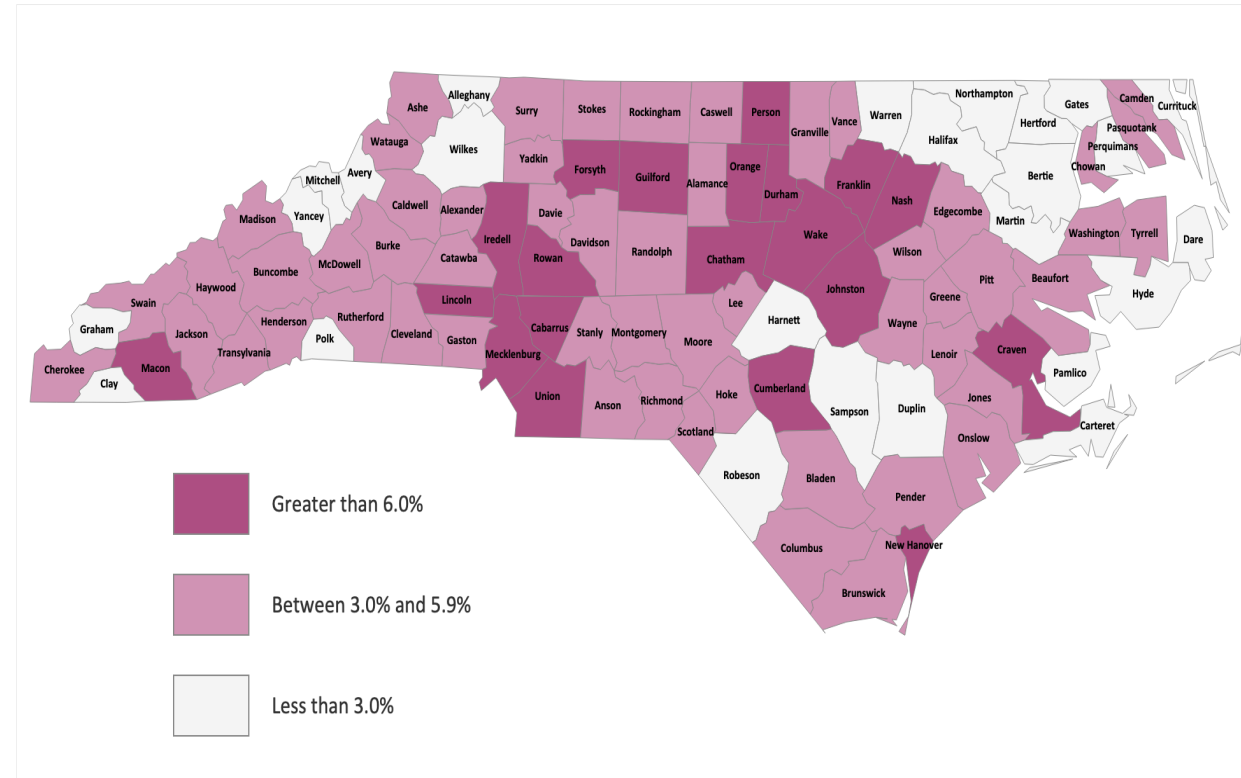 Alleghany
Ashe
Surry
Stokes
Rockingham
Caswell
Person
Granville
Vance
Warren
Northampton
Gates
Camden
Currituck
Halifax
Hertford
Pasquotank
Perquimans
Watauga
Wilkes
Yadkin
Forsyth
Guilford
Alamance
Orange
Durham
Franklin
Nash
Bertie
Chowan
Avery
Mitchell
Yancey
Madison
Caldwell
Alexander
Iredell
Davie
Davidson
Randolph
Chatham
Wake
Edgecombe
Martin
Washington
Tyrrell
Dare
Burke
McDowell
Buncombe
Haywood
Catawba
Rowan
Wilson
Johnston
Pitt
Beaufort
Hyde
Swain
Graham
Jackson
Henderson
Transylvania
Polk
Rutherford
Cleveland
Lincoln
Gaston
Mecklenburg
Cabarrus
Stanly
Montgomery
Moore
Lee
Harnett
Wayne
Greene
Lenoir
Craven
Pamlico
Cherokee
Clay
Macon
Union
Anson
Richmond
Scotland
Hoke
Cumberland
Sampson
Duplin
Jones
Onslow
Carteret
Robeson
Bladen
Pender
New Hanover
Columbus
Brunswick
Greater than 6.0%
Between 3.0% and 5.9%
Less than 3.0%